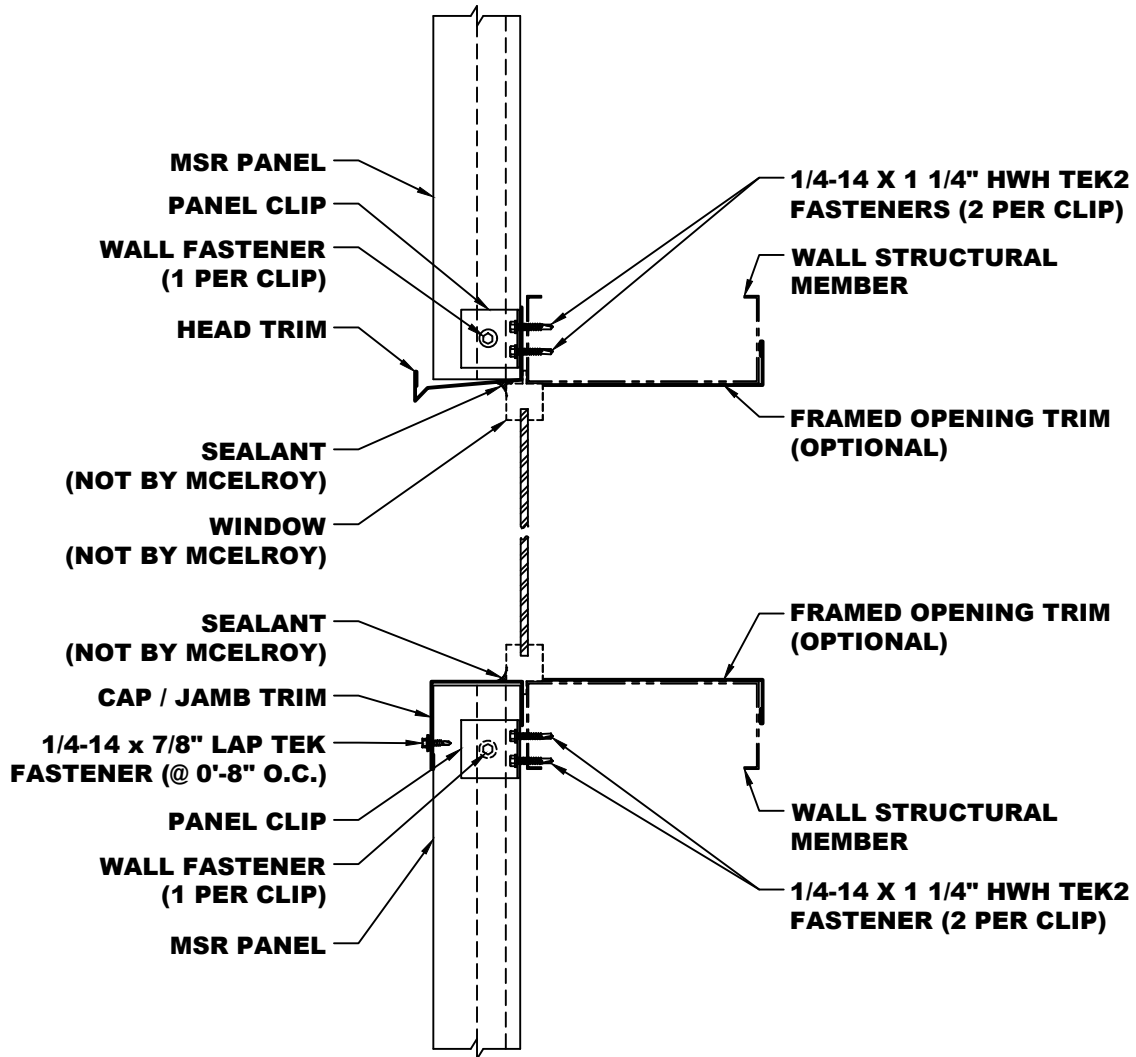 MSR PANEL
PANEL CLIP
WALL FASTENER
(1 PER CLIP)
HEAD TRIM
SEALANT
(NOT BY MCELROY)
WINDOW
(NOT BY MCELROY)
SEALANT
(NOT BY MCELROY)
CAP / JAMB TRIM
1/4-14 x 7/8" LAP TEK
FASTENER (@ 0'-8" O.C.)
PANEL CLIP
WALL FASTENER
(1 PER CLIP)
MSR PANEL
1/4-14 X 1 1/4" HWH TEK2
FASTENERS (2 PER CLIP)
WALL STRUCTURAL
MEMBER
FRAMED OPENING TRIM
(OPTIONAL)
FRAMED OPENING TRIM
(OPTIONAL)
WALL STRUCTURAL
MEMBER
1/4-14 X 1 1/4" HWH TEK2
FASTENER (2 PER CLIP)